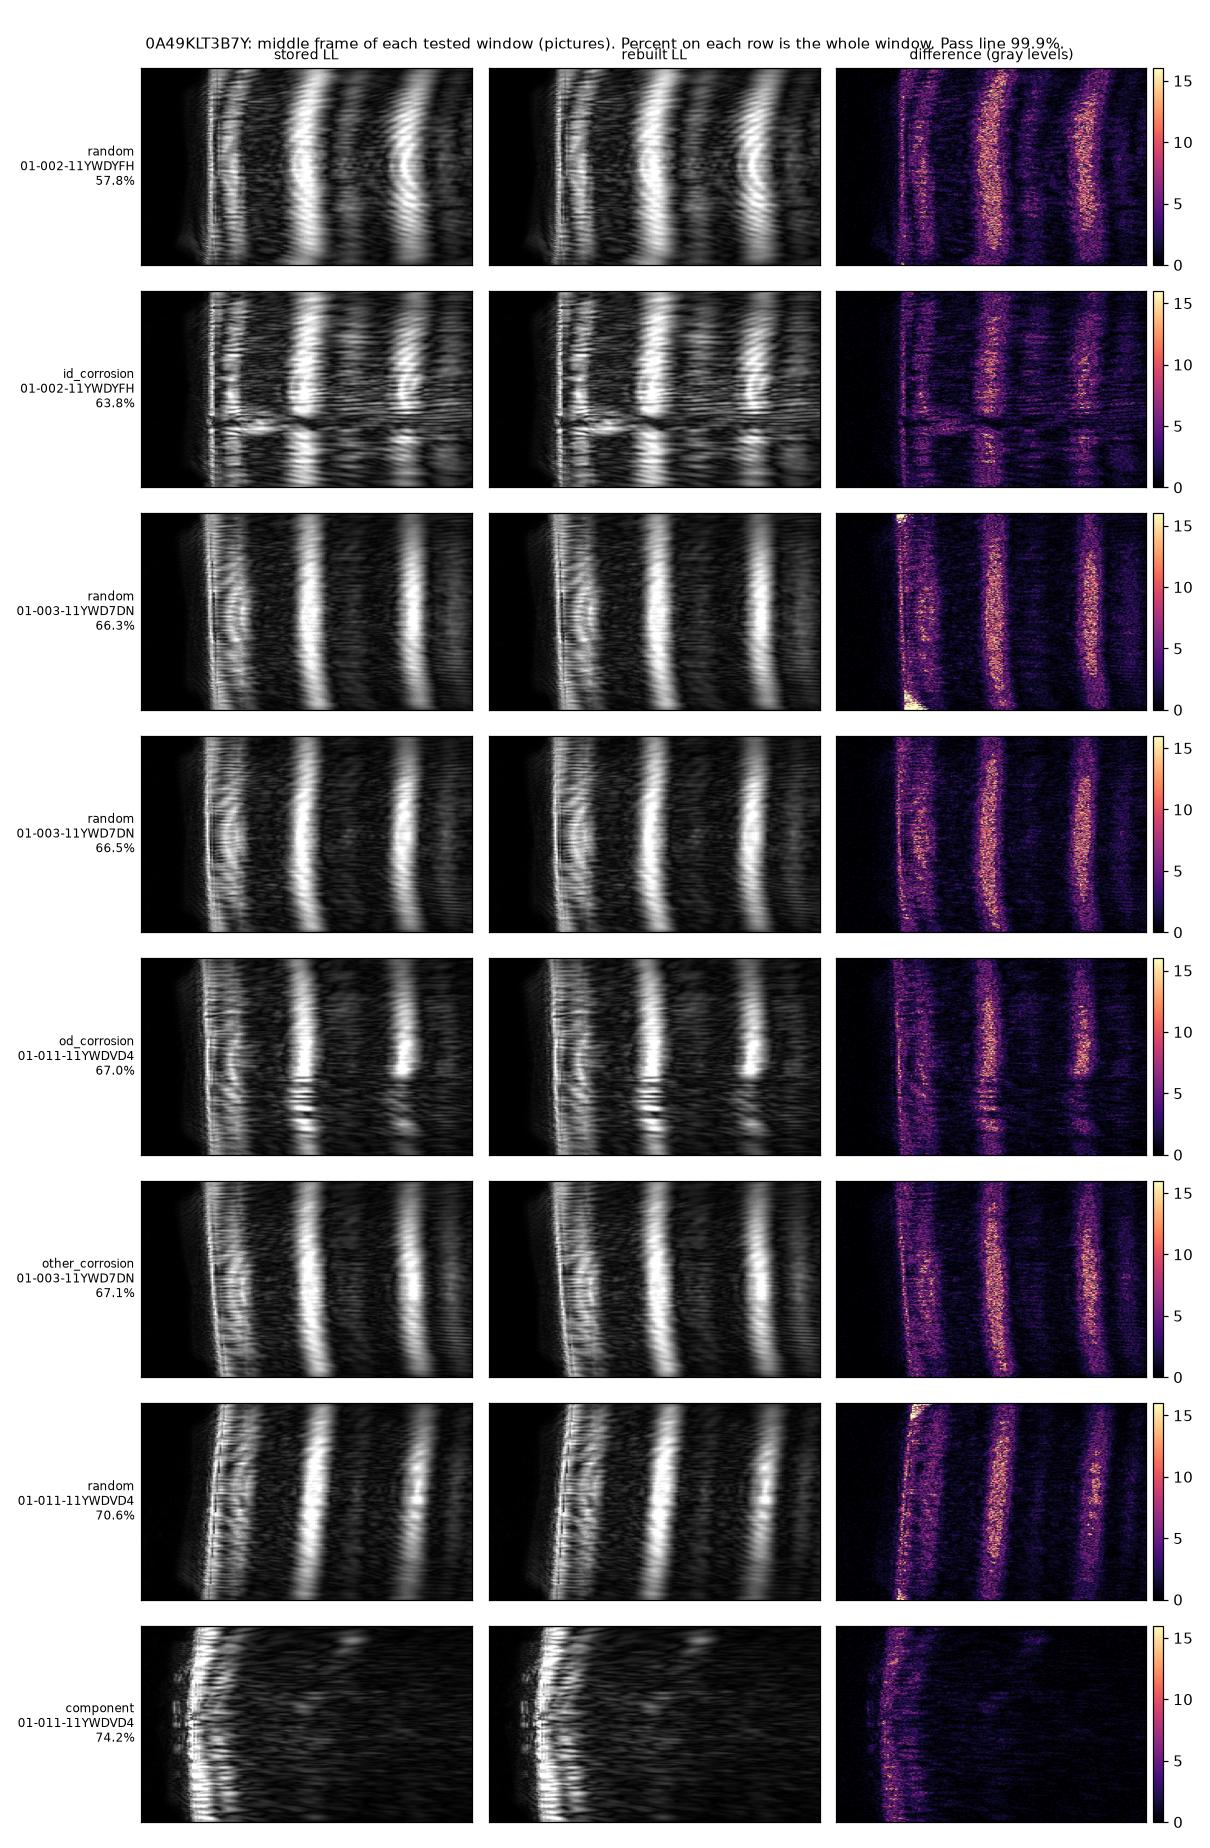 0A49KLT3B7Y: middle frame of each tested window (pictures). Percent on each row is the whole window. Pass line 99.9%.
stored LL
rebuilt LL
difference (gray levels)
random
01-002-11YWDYFH
57.8%
15
10
5
0
id_corrosion
01-002-11YWDYFH
63.8%
15
10
5
0
random
01-003-11YWD7DN
66.3%
15
10
5
0
random
01-003-11YWD7DN
66.5%
15
10
5
0
od_corrosion
01-011-11YWDVD4
67.0%
15
10
5
0
other_corrosion
01-003-11YWD7DN
67.1%
15
10
5
0
random
01-011-11YWDVD4
70.6%
15
10
5
0
component
01-011-11YWDVD4
74.2%
15
10
5
0